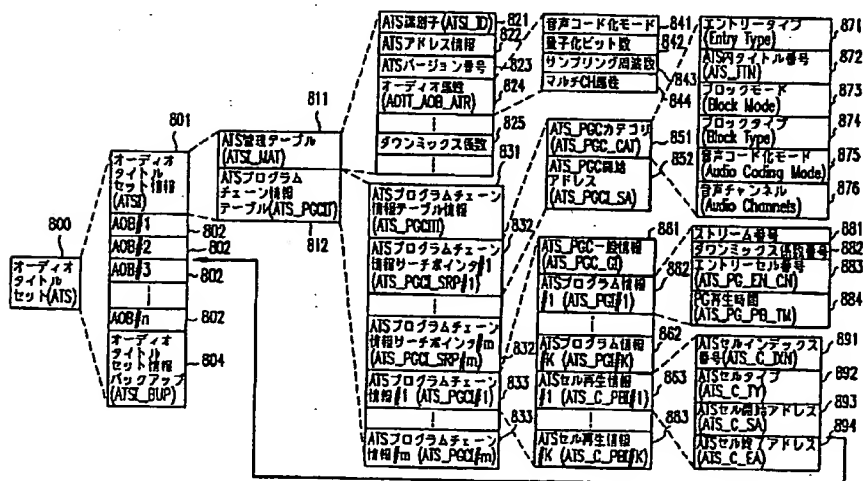 800
オーディオ
タイトル
セット(ATS)
801
オーディオ
タイトル
セット情報
(ATSI)
AOB#1
802
AOB#2
802
AOB#3
802
AOB#n
802
オーディオ
タイトル
セット情報
バックアップ
(ATSI_BUP)
804
811
ATS管理テーブル
(ATSI_MAT)
ATSプログラム
チェーン情報
テーブル(ATS_PGCIT)
812
ATS識別子(ATSI_ID)
821
ATSアドレス情報
822
ATSバージョン番号
823
オーディオ属性
(AOTT_AOB_ATR)
824
ダウンミックス係数
825
831
ATSプログラムチェーン
情報テーブル情報
(ATS_PGCITI)
ATSプログラムチェーン
情報サーチポインタ#1
(ATS_PGCI_SRP#1)
832
ATSプログラムチェーン
情報サーチポインタ#m
(ATS_PGCI_SRP#m)
832
ATSプログラムチェーン
情報#1 (ATS_PGCI#1)
833
ATSプログラムチェーン
情報#m (ATS_PGCI#m)
833
音声コード化モード
841
量子化ビット数
842
サンプリング周波数
843
マルチCH属性
844
ATS_PGCカテゴリ
(ATS_PGC_CAT)
851
ATS_PGC開始
アドレス
(ATS_PGCI_SA)
852
881
ATS_PGC一般情報
(ATS_PGC_GI)
ATSプログラム情報
#1 (ATS_PGI#1)
882
ATSプログラム情報
#K (ATS_PGI#K)
862
ATSセル再生情報
#1 (ATS_C_PBI#1)
863
ATSセル再生情報
#K (ATS_C_PBI#K)
883
エントリータイプ
(Entry Type)
871
ATS内タイトル番号
(ATS_TTN)
872
ブロックモード
(Block Mode)
873
ブロックタイプ
(Block Type)
874
音声コード化モード
(Audio Coding Mode)
875
音声チャンネル
(Audio Channels)
876
ストリーム番号
881
ダウンミックス係数番号
882
エントリーセル番号
(ATS_PG_EN_CN)
883
PG再生時間
(ATS_PG_PB_TM)
884
ATSセルインデックス
番号(ATS_C_IXN)
891
ATSセルタイプ
(ATS_C_TY)
892
ATSセル開始アドレス
(ATS_C_SA)
893
ATSセル終了アドレス
(ATS_C_EA)
894